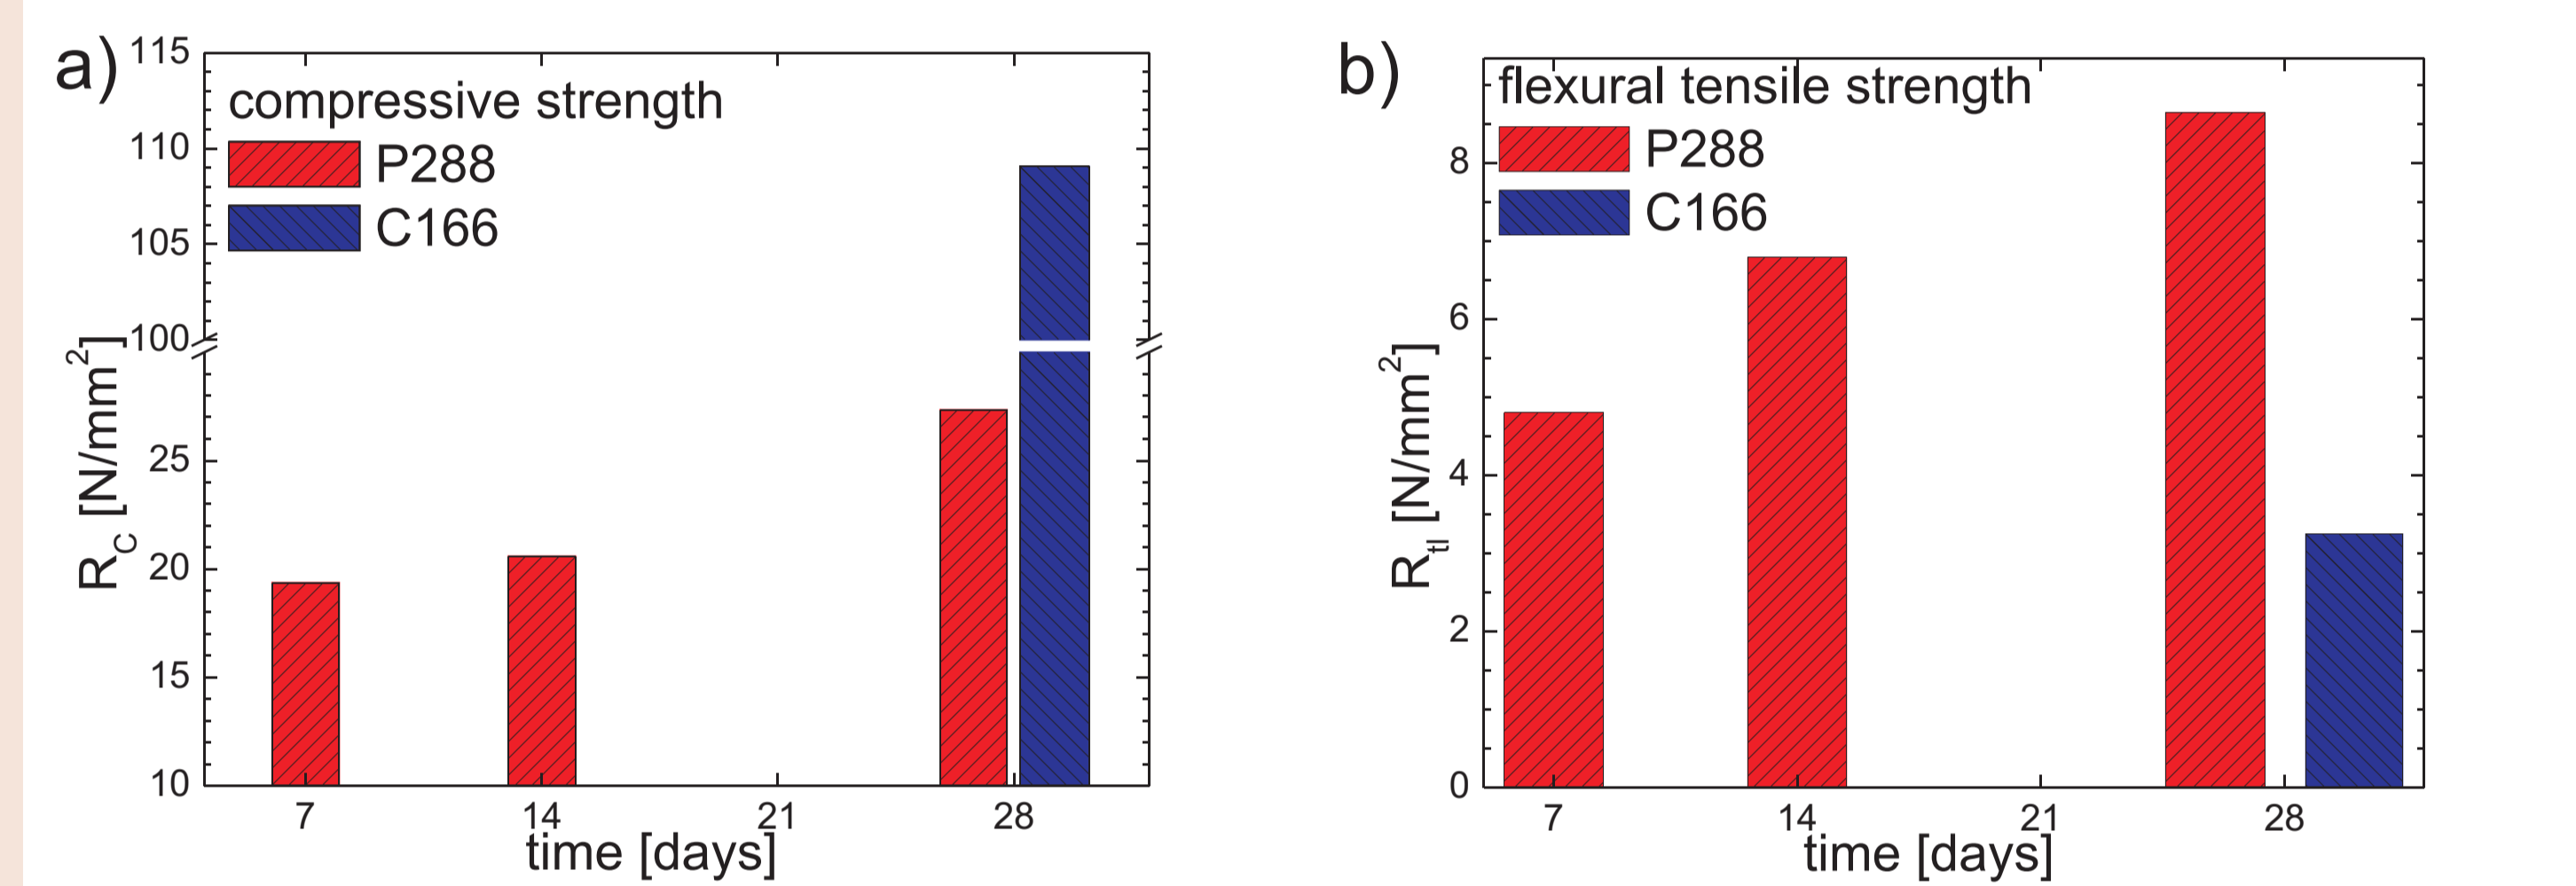 a)
compressive strength
P288
C166
115
110
105
100
25
20
15
10
R_C [N/mm²]
7 14 21 28
time [days]
b)
flexural tensile strength
P288
C166
8
6
4
2
0
R_tl [N/mm²]
7 14 21 28
time [days]